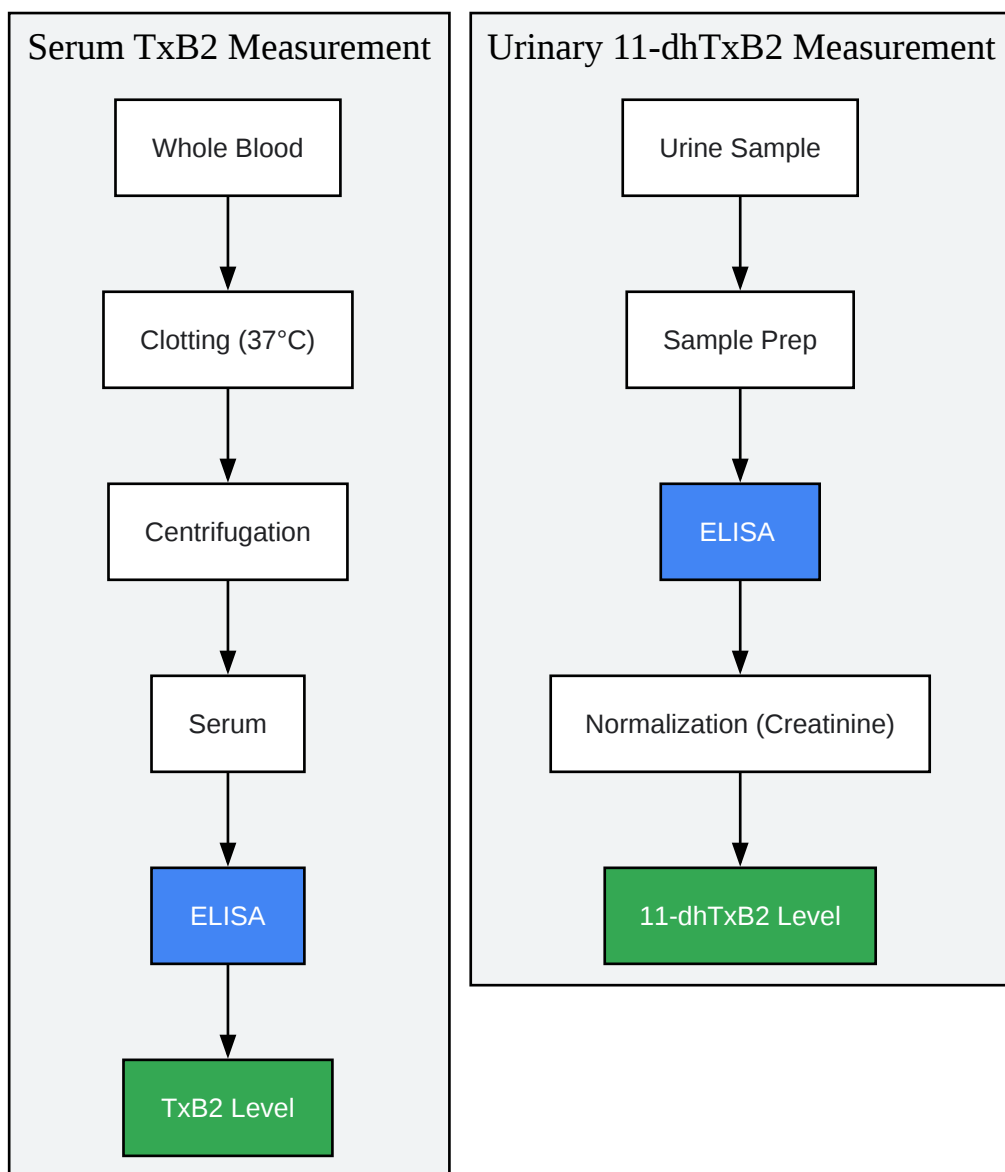 Serum TxB2 Measurement
Whole Blood
Clotting (37°C)
Centrifugation
Serum
ELISA
TxB2 Level
Urinary 11-dhTxB2 Measurement
Urine Sample
Sample Prep
ELISA
Normalization (Creatinine)
11-dhTxB2 Level